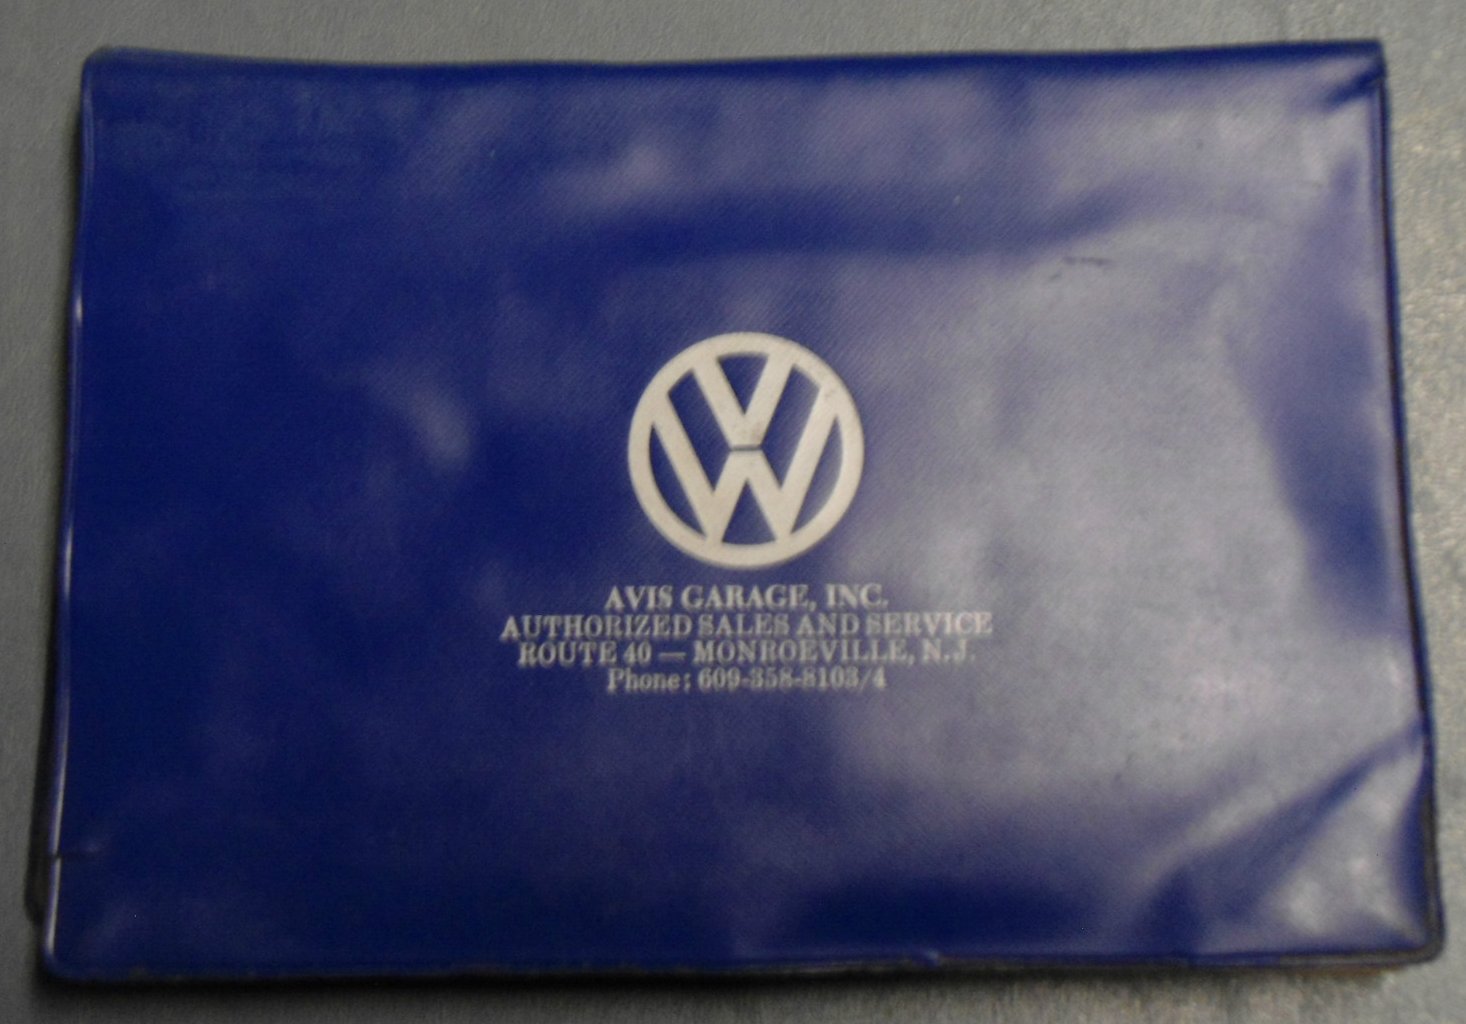 AVIS GARAGE, INC.
AUTHORIZED SALES AND SERVICE
ROUTE 40 — MONROEVILLE, N.J.
Phone: 609-358-8103/4